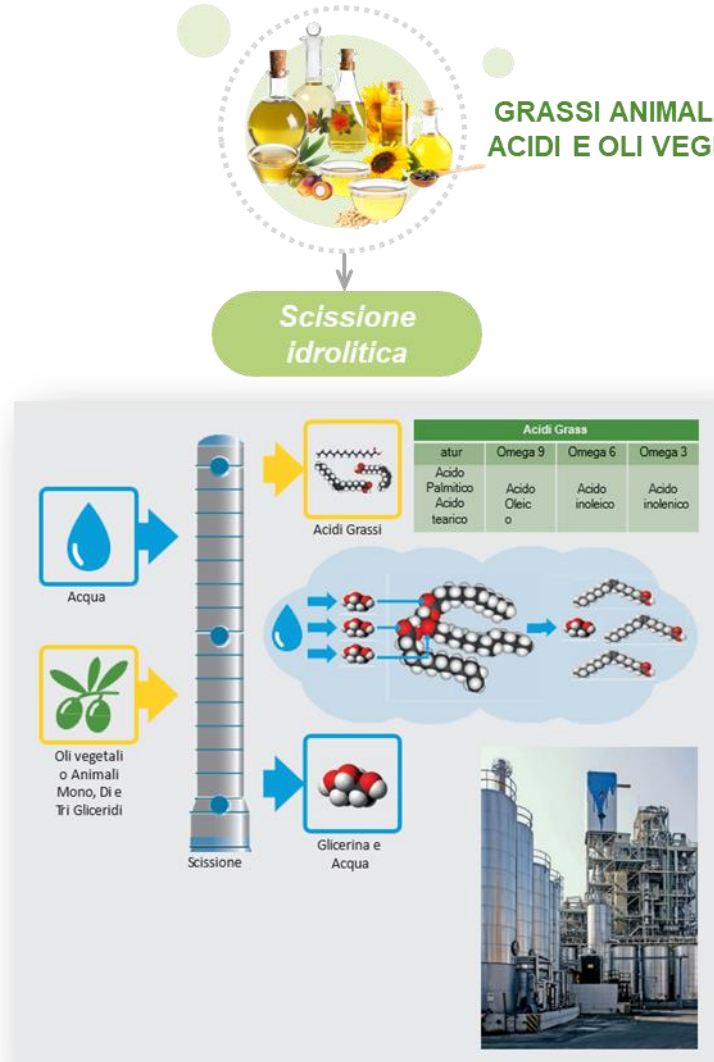 GRASSI ANIMAL
ACIDI E OLI VEG
Scissione
idrolitica
Acqua
Oli vegetali
o Animali
Mono, Di e
Tri Gliceridi
Scissione
Acidi Grassi
Glicerina e
Acqua
Acidi Grass
atur Omega 9 Omega 6 Omega 3
Acido
Palmitico
Acido
tearico
Acido
Oleic
o
Acido
inoleico
Acido
inolenico